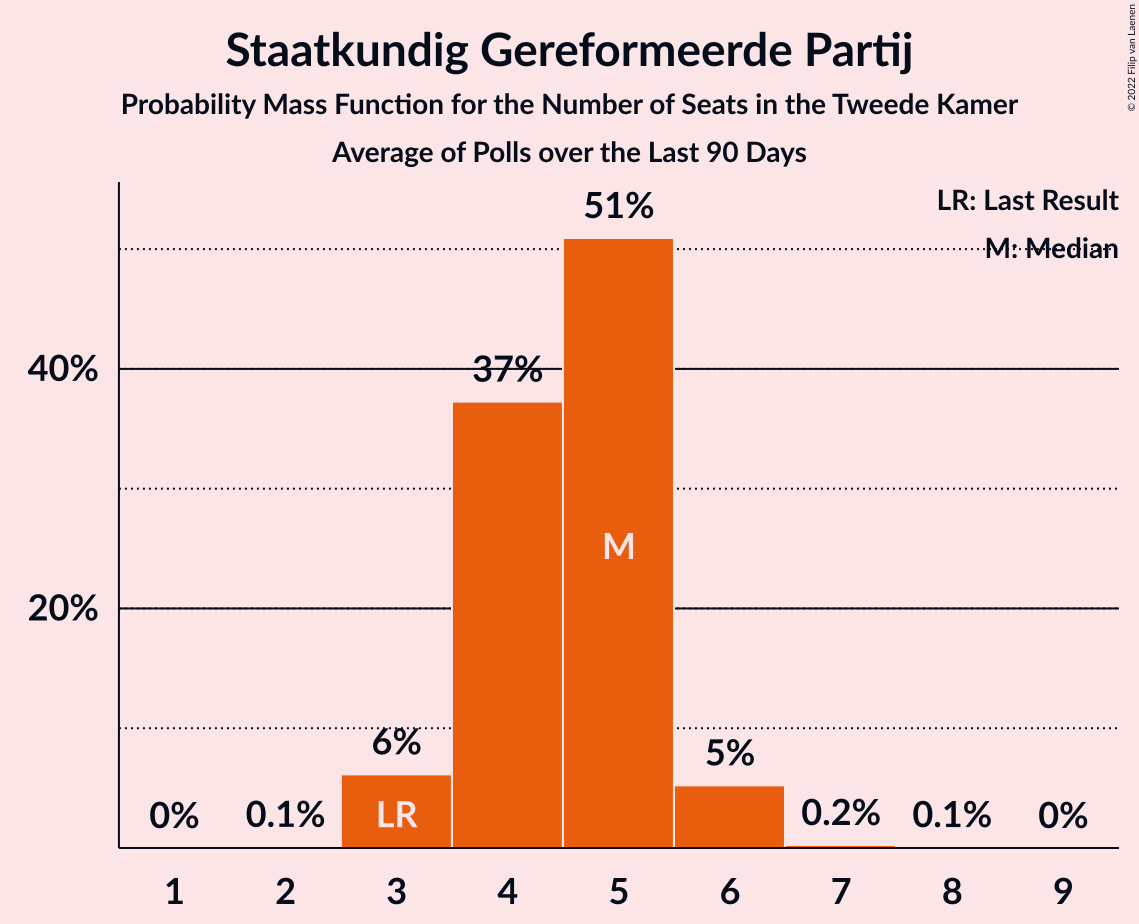 Staatkundig Gereformeerde Partij
Probability Mass Function for the Number of Seats in the Tweede Kamer
Average of Polls over the Last 90 Days
© 2022 Filip van Laenen
LR: Last Result
M: Median
51%
40%
37%
M
20%
6%
5%
0%
0.1%
LR
0.2%
0.1%
0%
1
2
3
4
5
6
7
8
9